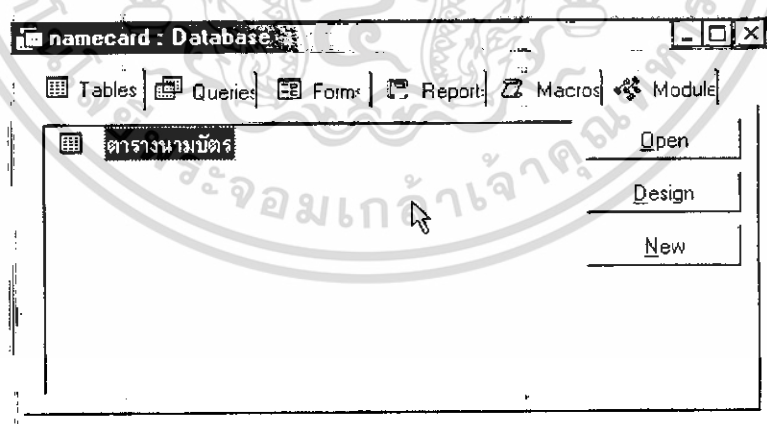 namecard : Database
Tables Queries Forms Reports Macros Module
ตารางนามบัตร
Open
Design
New